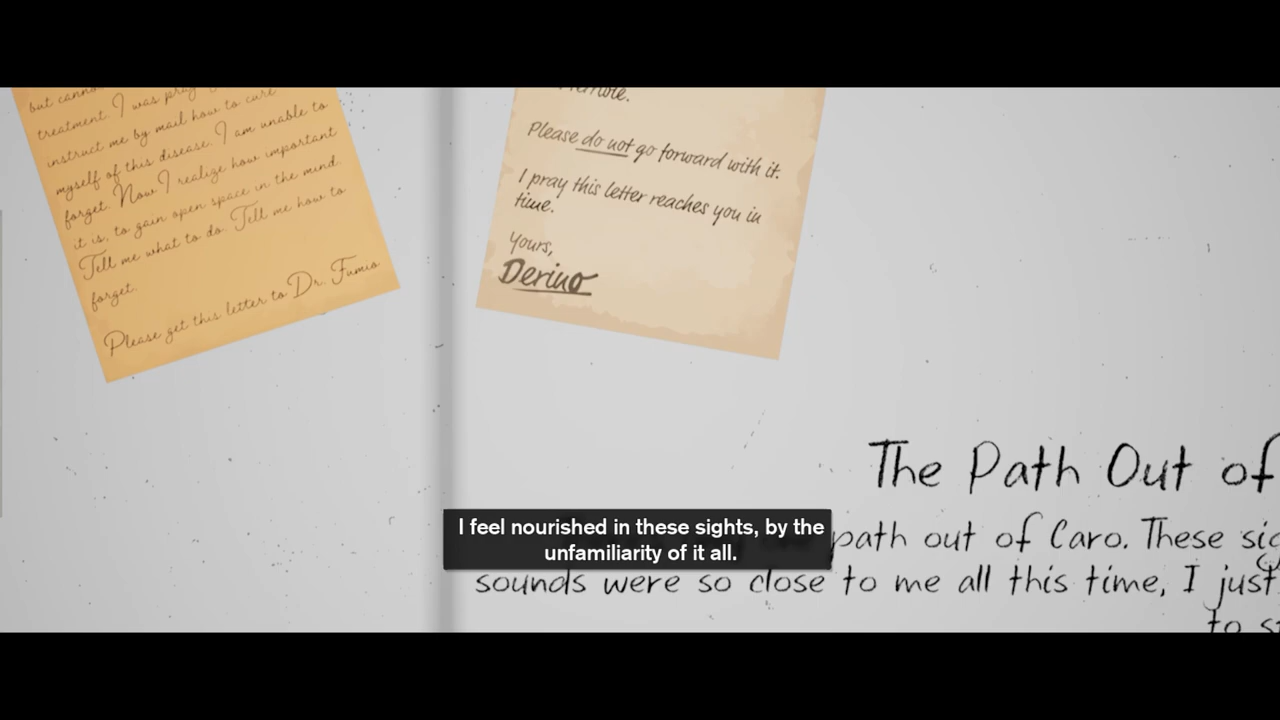 but cannot
treatment. I was pray
instruct me by mail how to cure
myself of this disease. I am unable to
forget. Now I realize how important
it is, to gain open space in the mind.
Tell me what to do. Tell me how to
forget.
Please get this letter to Dr. Fumio
Please do not go forward with it.
I pray this letter reaches you in
time.
Yours,
Derino
The Path Out of
path out of Caro. These sig
sounds were so close to me all this time, I just
to st
I feel nourished in these sights, by the
unfamiliarity of it all.